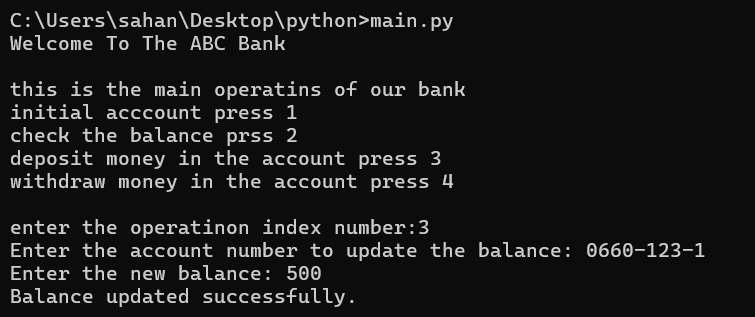 C:\Users\sahan\Desktop\python>main.py
Welcome To The ABC Bank
this is the main operatins of our bank
initial acccount press 1
check the balance prss 2
deposit money in the account press 3
withdraw money in the account press 4
enter the operatinon index number:3
Enter the account number to update the balance: 0660-123-1
Enter the new balance: 500
Balance updated successfully.